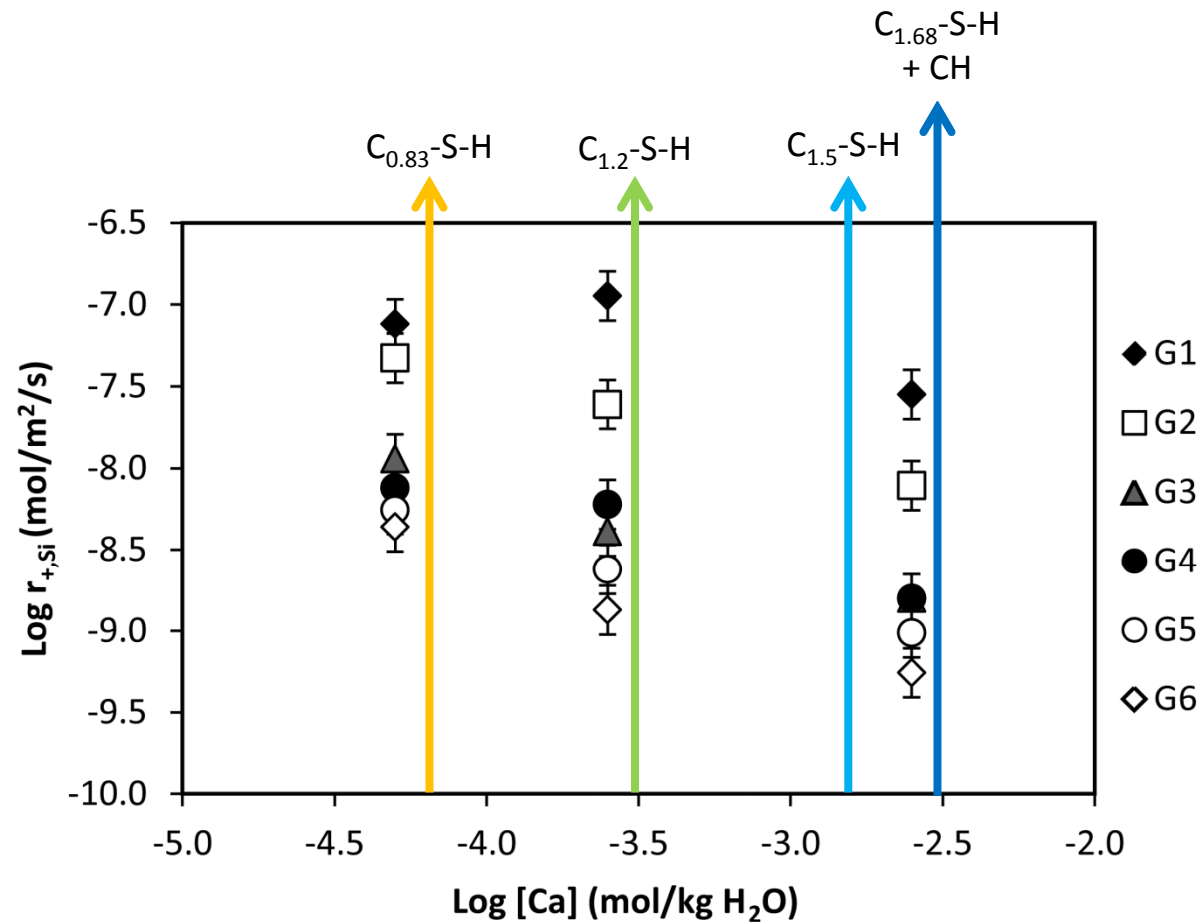 C1.68-S-H
+ CH
C0.83-S-H
C1.2-S-H
C1.5-S-H
-6.5
-7.0
-7.5
-8.0
-8.5
-9.0
-9.5
-10.0
Log r+,Si (mol/m²/s)
G1
G2
G3
G4
G5
G6
-5.0 -4.5 -4.0 -3.5 -3.0 -2.5 -2.0
Log [Ca] (mol/kg H₂O)